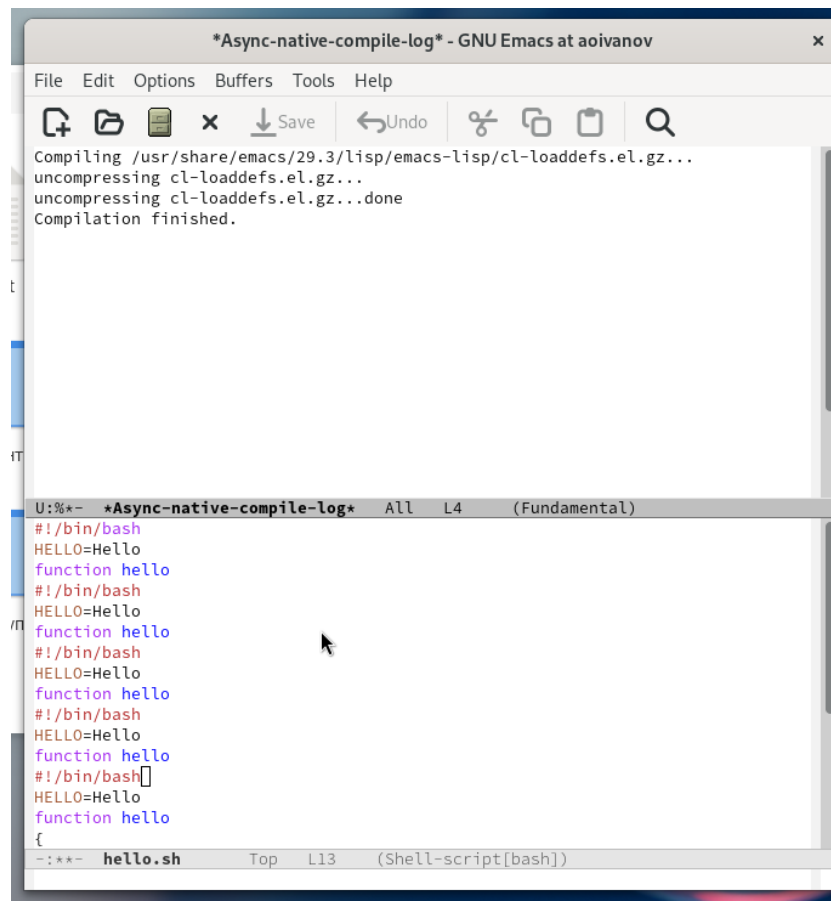 *Async-native-compile-log* - GNU Emacs at aoivanov
File Edit Options Buffers Tools Help
Save Undo
Compiling /usr/share/emacs/29.3/lisp/emacs-lisp/cl-loaddefs.el.gz...
uncompressing cl-loaddefs.el.gz...
uncompressing cl-loaddefs.el.gz...done
Compilation finished.
t
нт
уп
U:%*- *Async-native-compile-log* All L4 (Fundamental)
#!/bin/bash
HELLO=Hello
function hello
#!/bin/bash
HELLO=Hello
function hello
#!/bin/bash
HELLO=Hello
function hello
#!/bin/bash
HELLO=Hello
function hello
#!/bin/bash
HELLO=Hello
function hello
{
-:**- hello.sh Top L13 (Shell-script[bash])